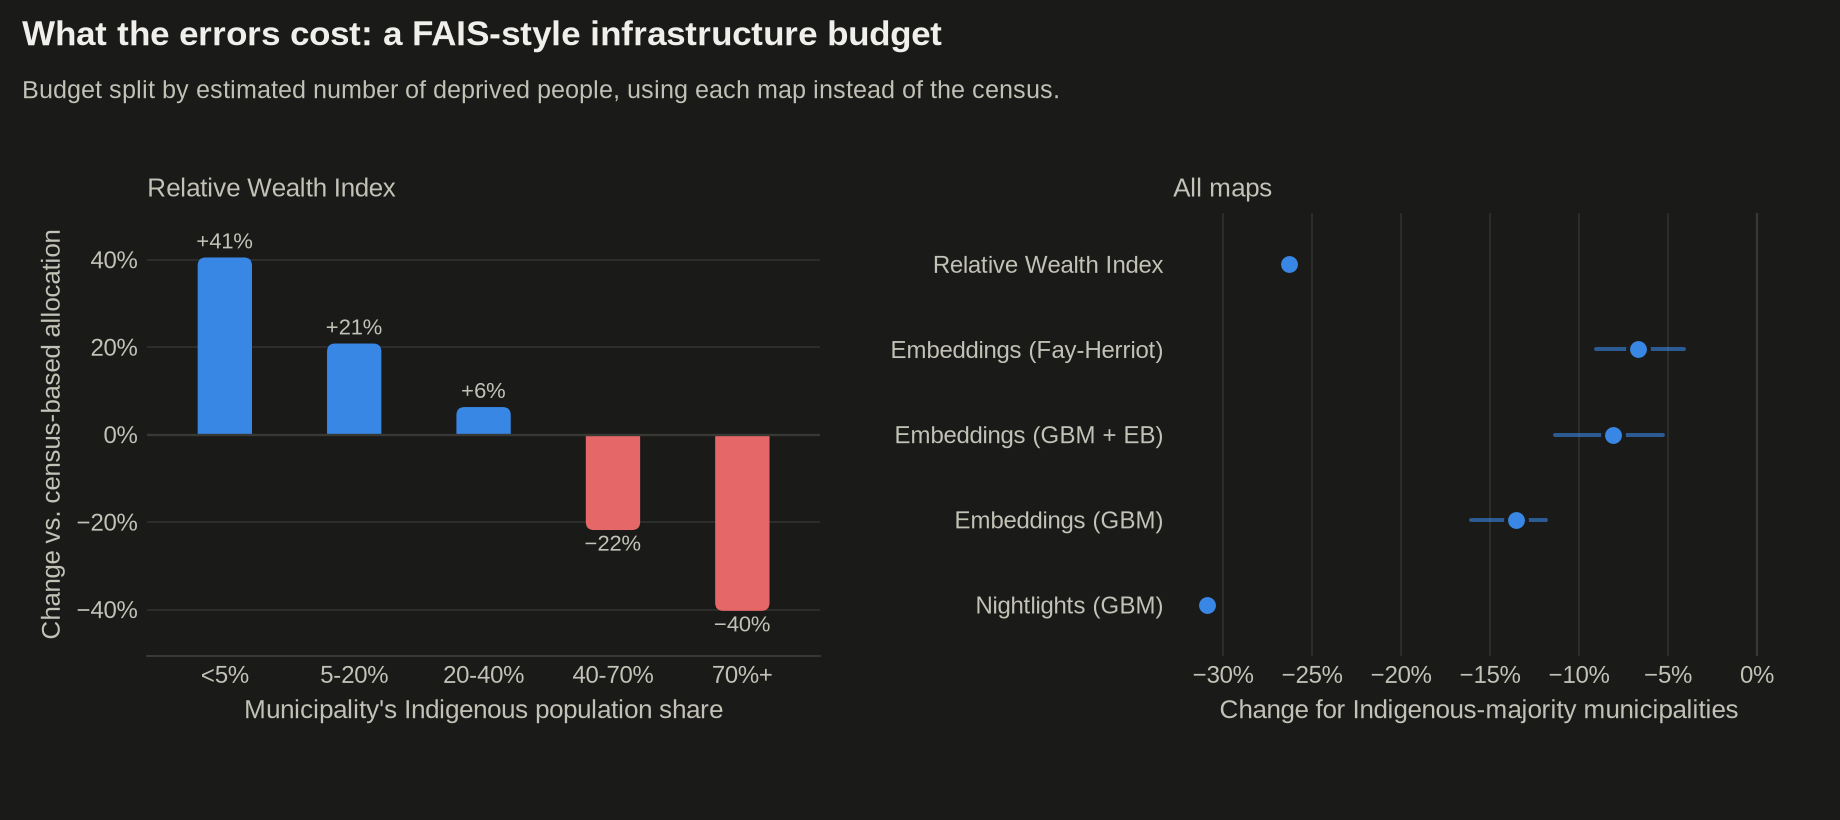 What the errors cost: a FAIS-style infrastructure budget
Budget split by estimated number of deprived people, using each map instead of the census.
Relative Wealth Index
Change vs. census-based allocation
40%
20%
0%
−20%
−40%
+41%
+21%
+6%
−22%
−40%
<5%
5-20%
20-40%
40-70%
70%+
Municipality's Indigenous population share
All maps
Relative Wealth Index
Embeddings (Fay-Herriot)
Embeddings (GBM + EB)
Embeddings (GBM)
Nightlights (GBM)
−30%
−25%
−20%
−15%
−10%
−5%
0%
Change for Indigenous-majority municipalities